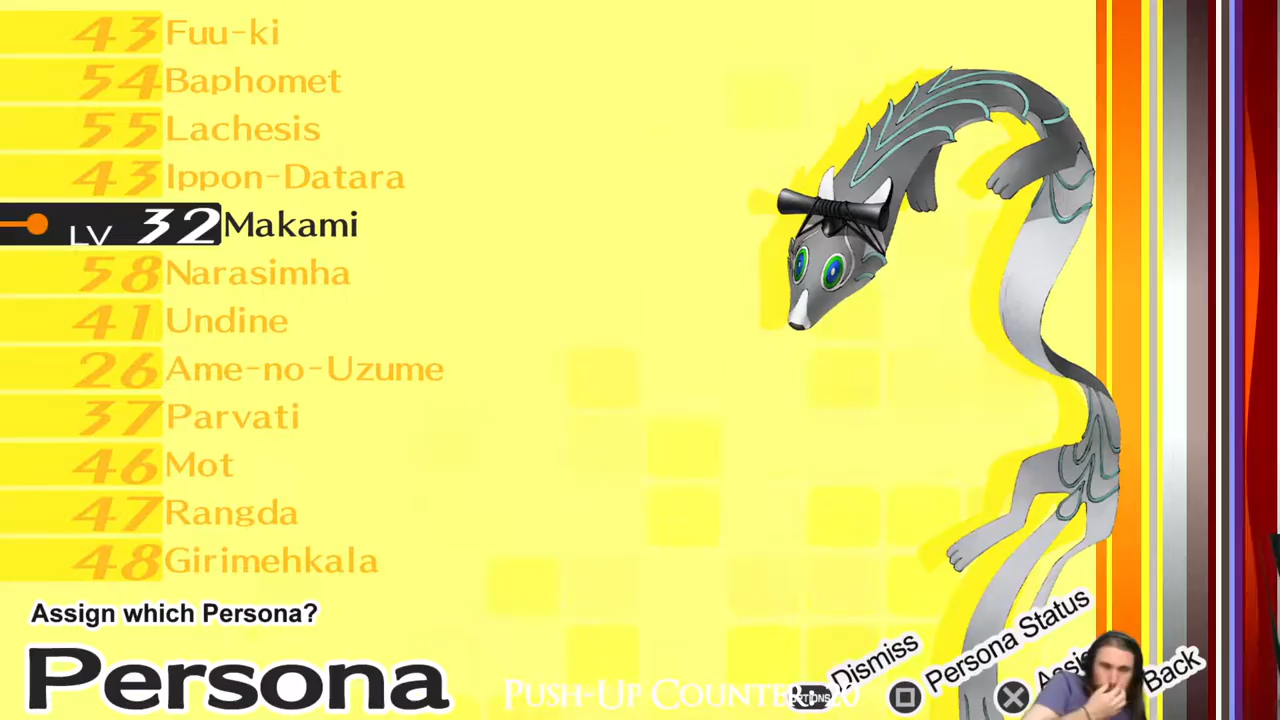 43 Fuu-ki
54 Baphomet
55 Lachesis
43 Ippon-Datara
LV 32 Makami
58 Narasimha
41 Undine
26 Ame-no-Uzume
37 Parvati
46 Mot
47 Rangda
48 Girimehkala
Assign which Persona?
Persona
Dismiss
Persona Status
Back
Push-Up Counter:
OPTIONS